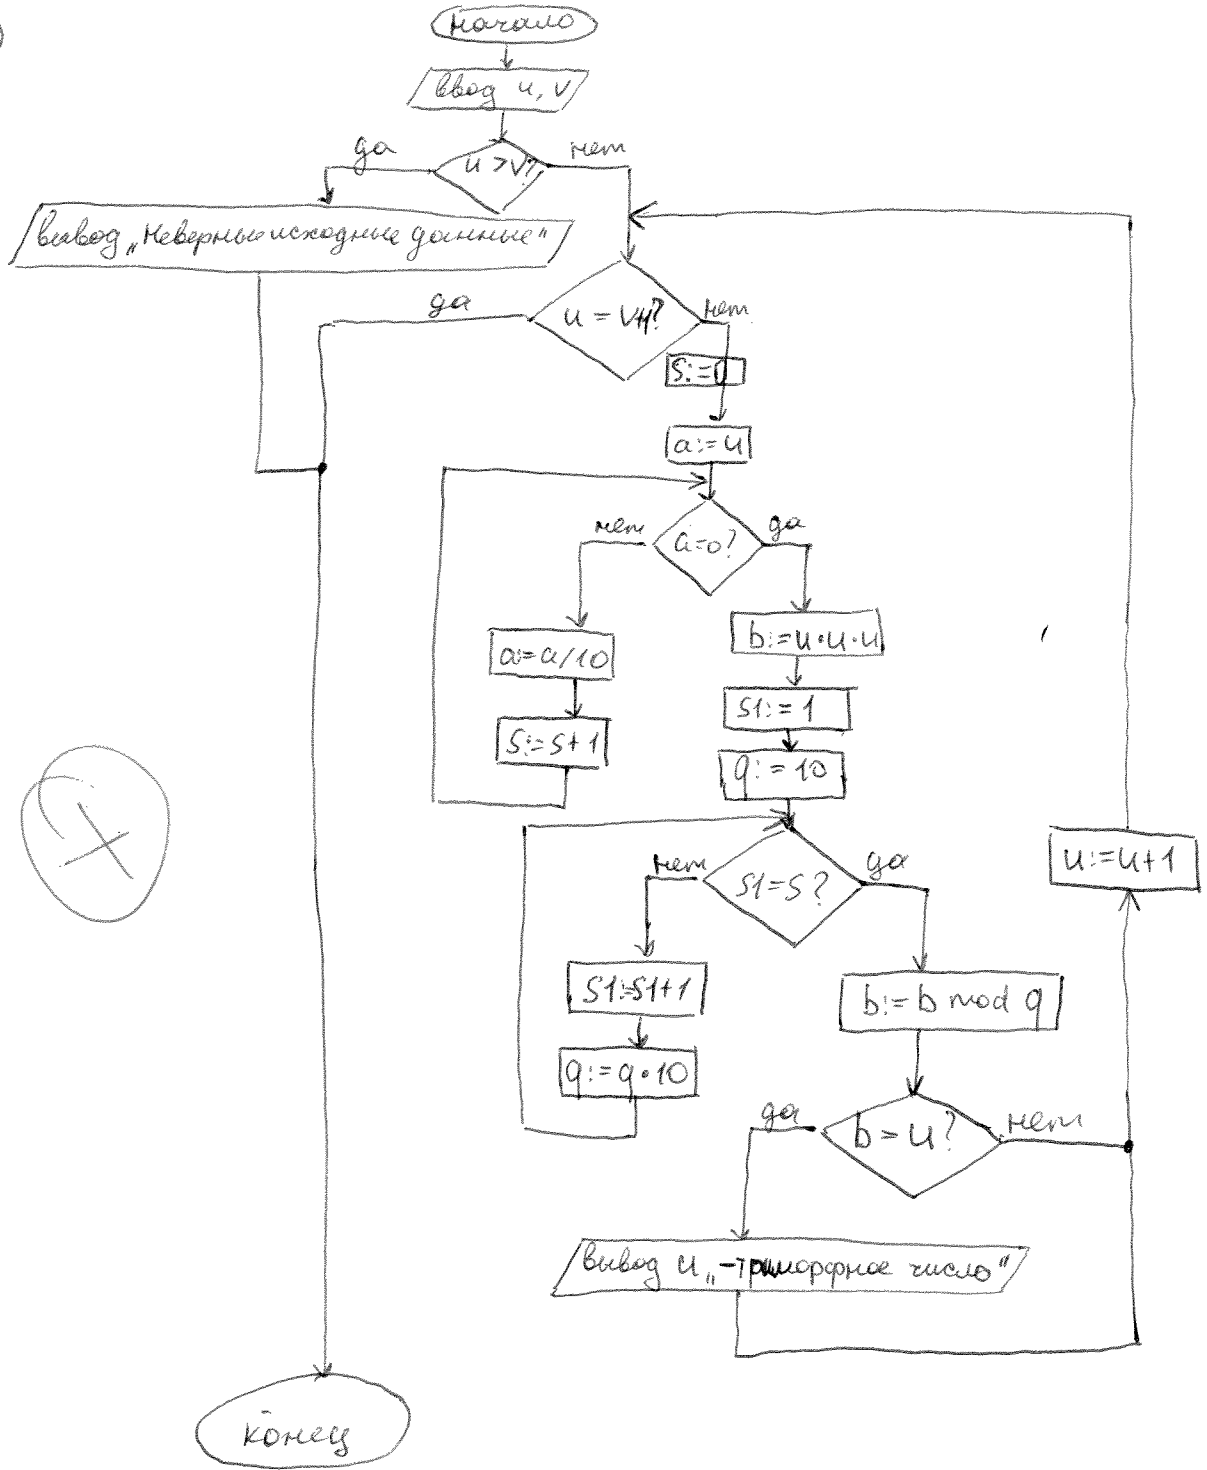 начало
ввод u, v
да
u > v?
нет
вывод „Неверные исходные данные"
да
u = v+1?
нет
S:=0
a:=u
нет
a=0?
да
a:=a/10
b:=u·u·u
S:=S+1
S1:=1
q:=10
нет
S1=S?
да
u:=u+1
S1:=S1+1
b:=b mod q
q:=q·10
да
b=u?
нет
вывод u „-триморфное число"
конец